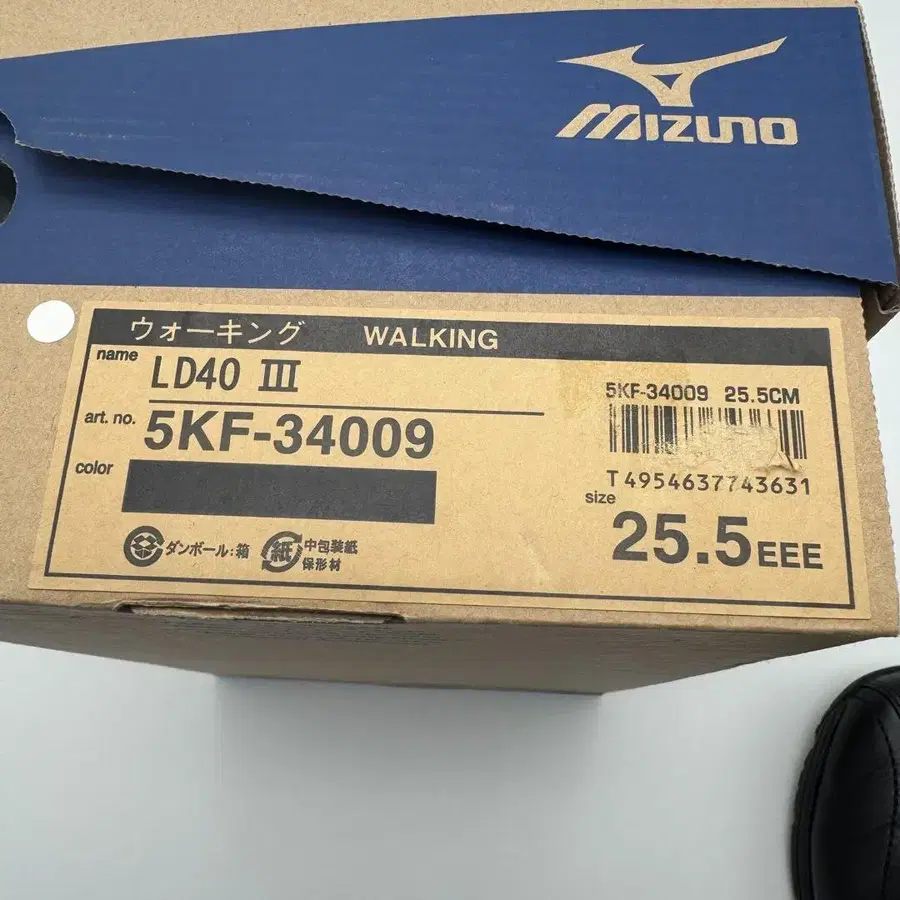 MIZUNO
ウォーキング WALKING
name LD40 III
art. no. 5KF-34009
color
5KF-34009 25.5CM
T4954637743631
size 25.5EEE
ダンボール:箱
紙 中包装紙
保形材